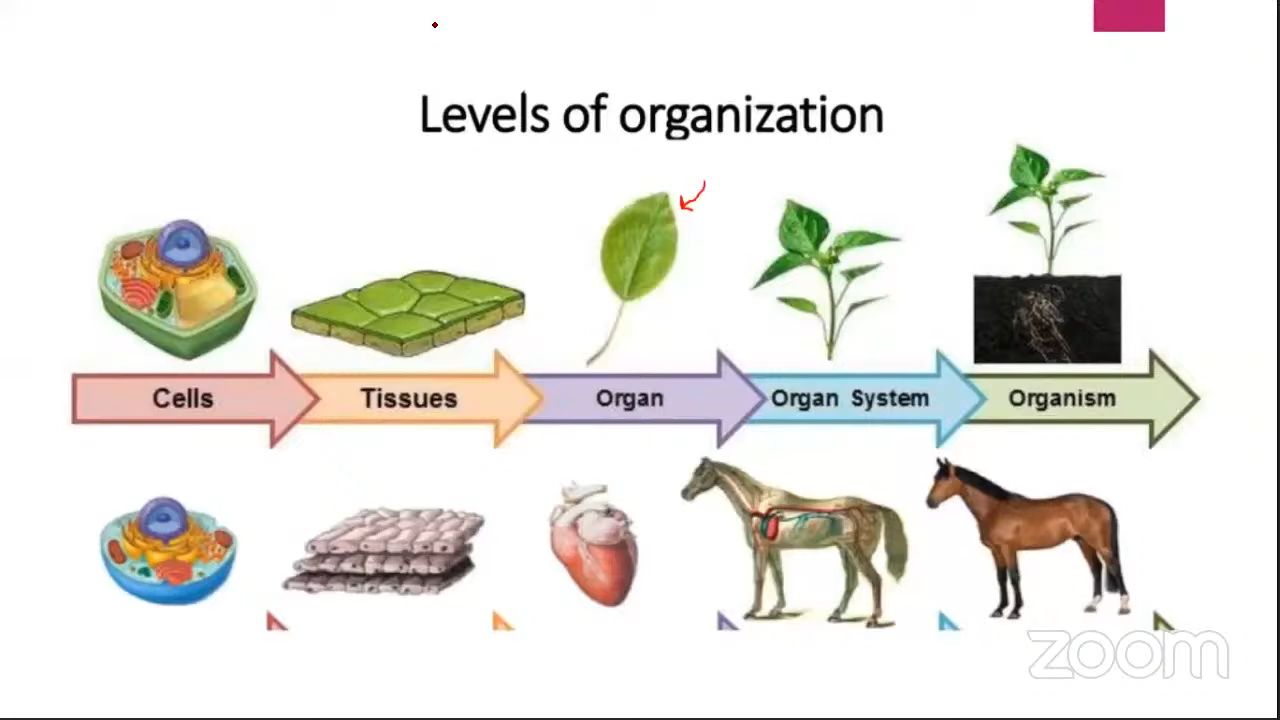 Levels of organization
Cells
Tissues
Organ
Organ System
Organism
zoom